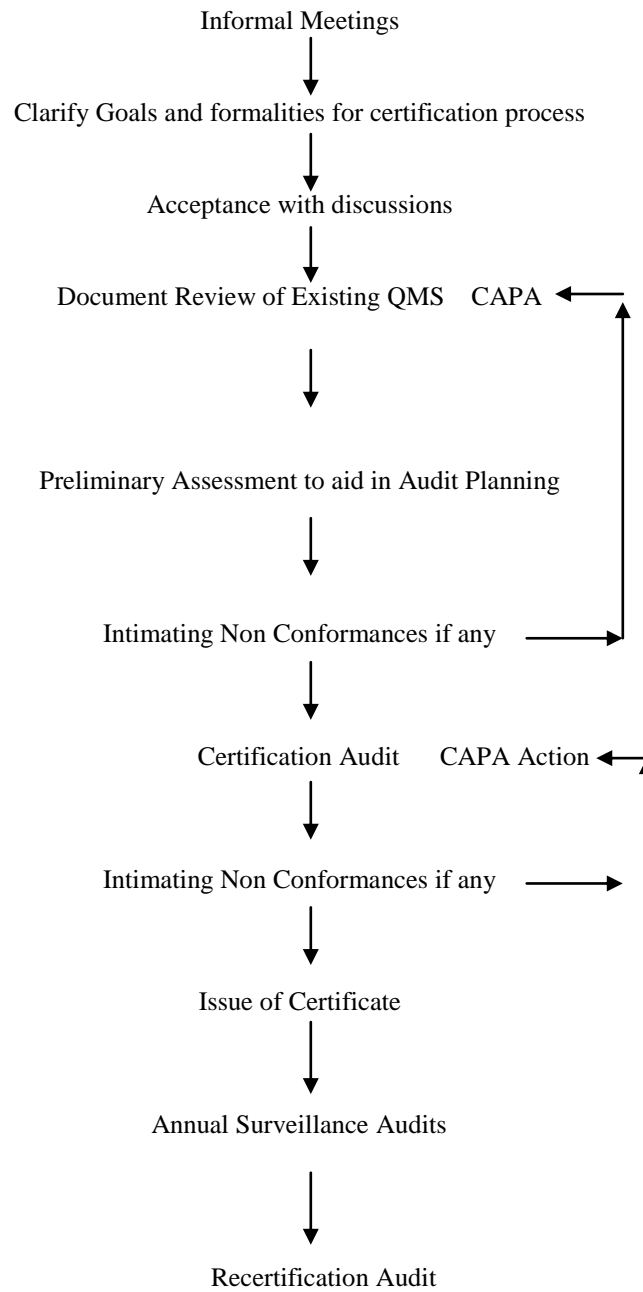 Informal Meetings
Clarify Goals and formalities for certification process
Acceptance with discussions
Document Review of Existing QMS CAPA
Preliminary Assessment to aid in Audit Planning
Intimating Non Conformances if any
Certification Audit CAPA Action
Intimating Non Conformances if any
Issue of Certificate
Annual Surveillance Audits
Recertification Audit